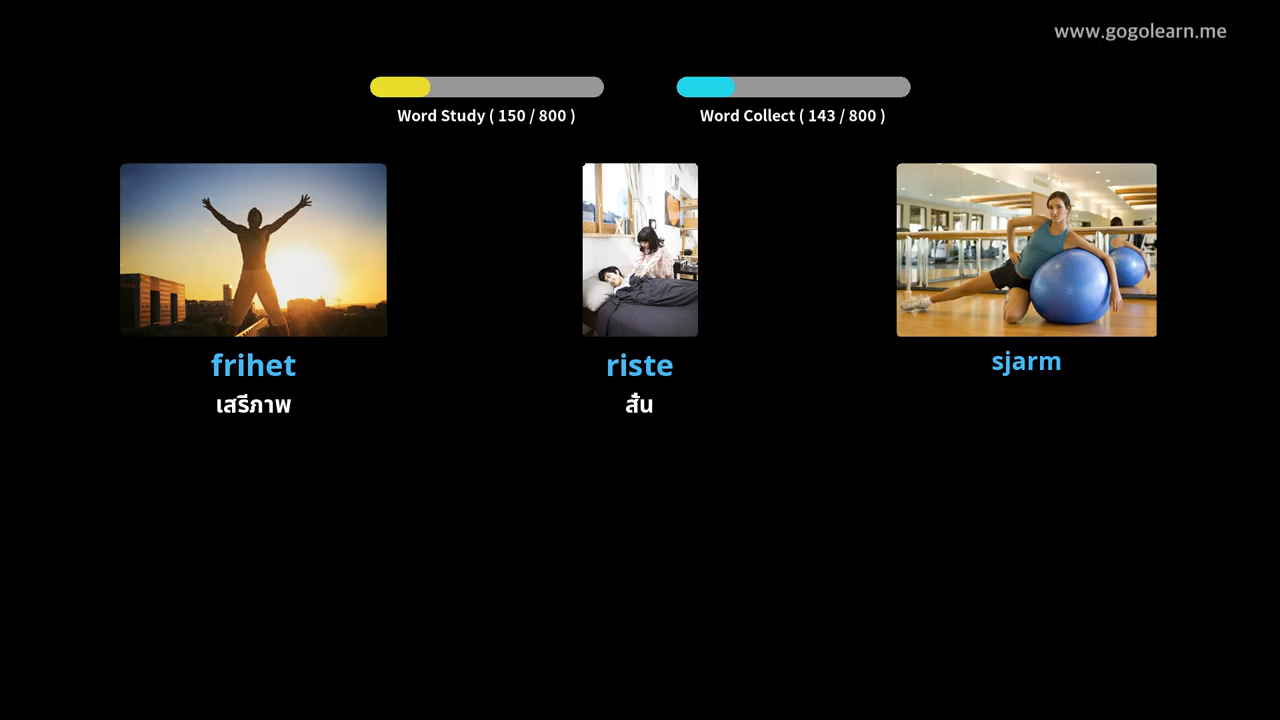 www.gogolearn.me
Word Study ( 150 / 800 )
Word Collect ( 143 / 800 )
frihet
riste
sjarm
เสรีภาพ
สั่น